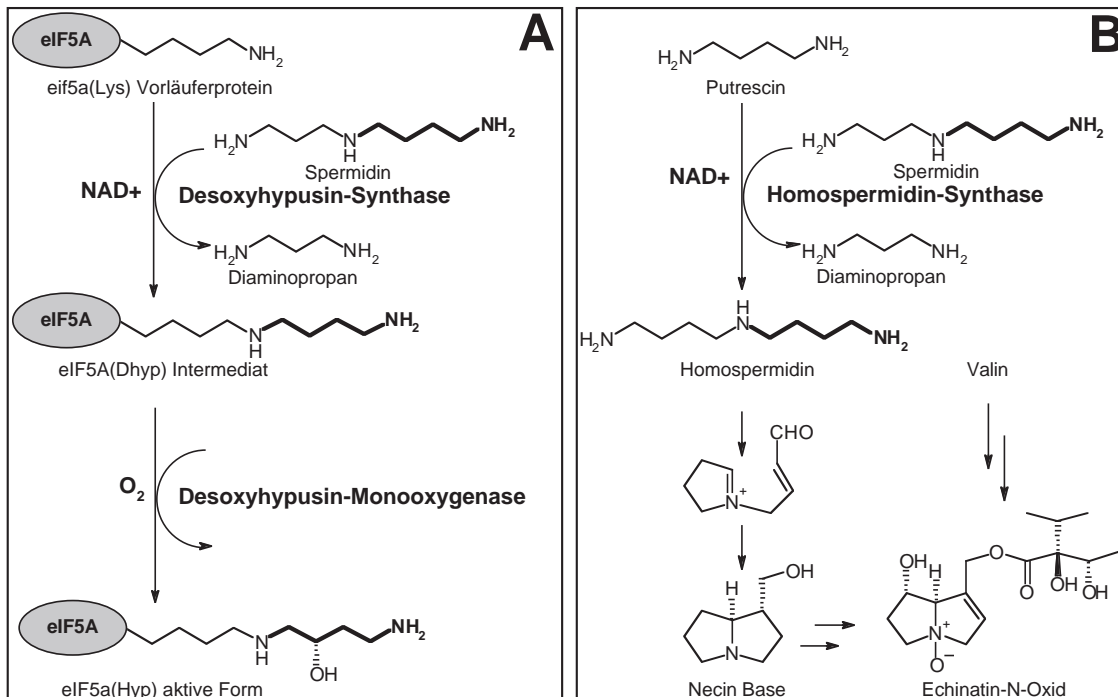 A
eIF5A
NH2
eif5a(Lys) Vorläuferprotein
H2N
N
H
NH2
Spermidin
NAD+
Desoxyhypusin-Synthase
H2N
NH2
Diaminopropan
eIF5A
N
H
NH2
eIF5A(Dhyp) Intermediat
O2
Desoxyhypusin-Monooxygenase
eIF5A
N
H
OH
NH2
eIF5a(Hyp) aktive Form
B
H2N
NH2
Putrescin
H2N
N
H
NH2
Spermidin
NAD+
Homospermidin-Synthase
H2N
NH2
Diaminopropan
H2N
H
N
NH2
Homospermidin
Valin
CHO
N
+
H
OH
N
Necin Base
OH
H
O
O
OH
OH
N
+
O
–
Echinatin-N-Oxid